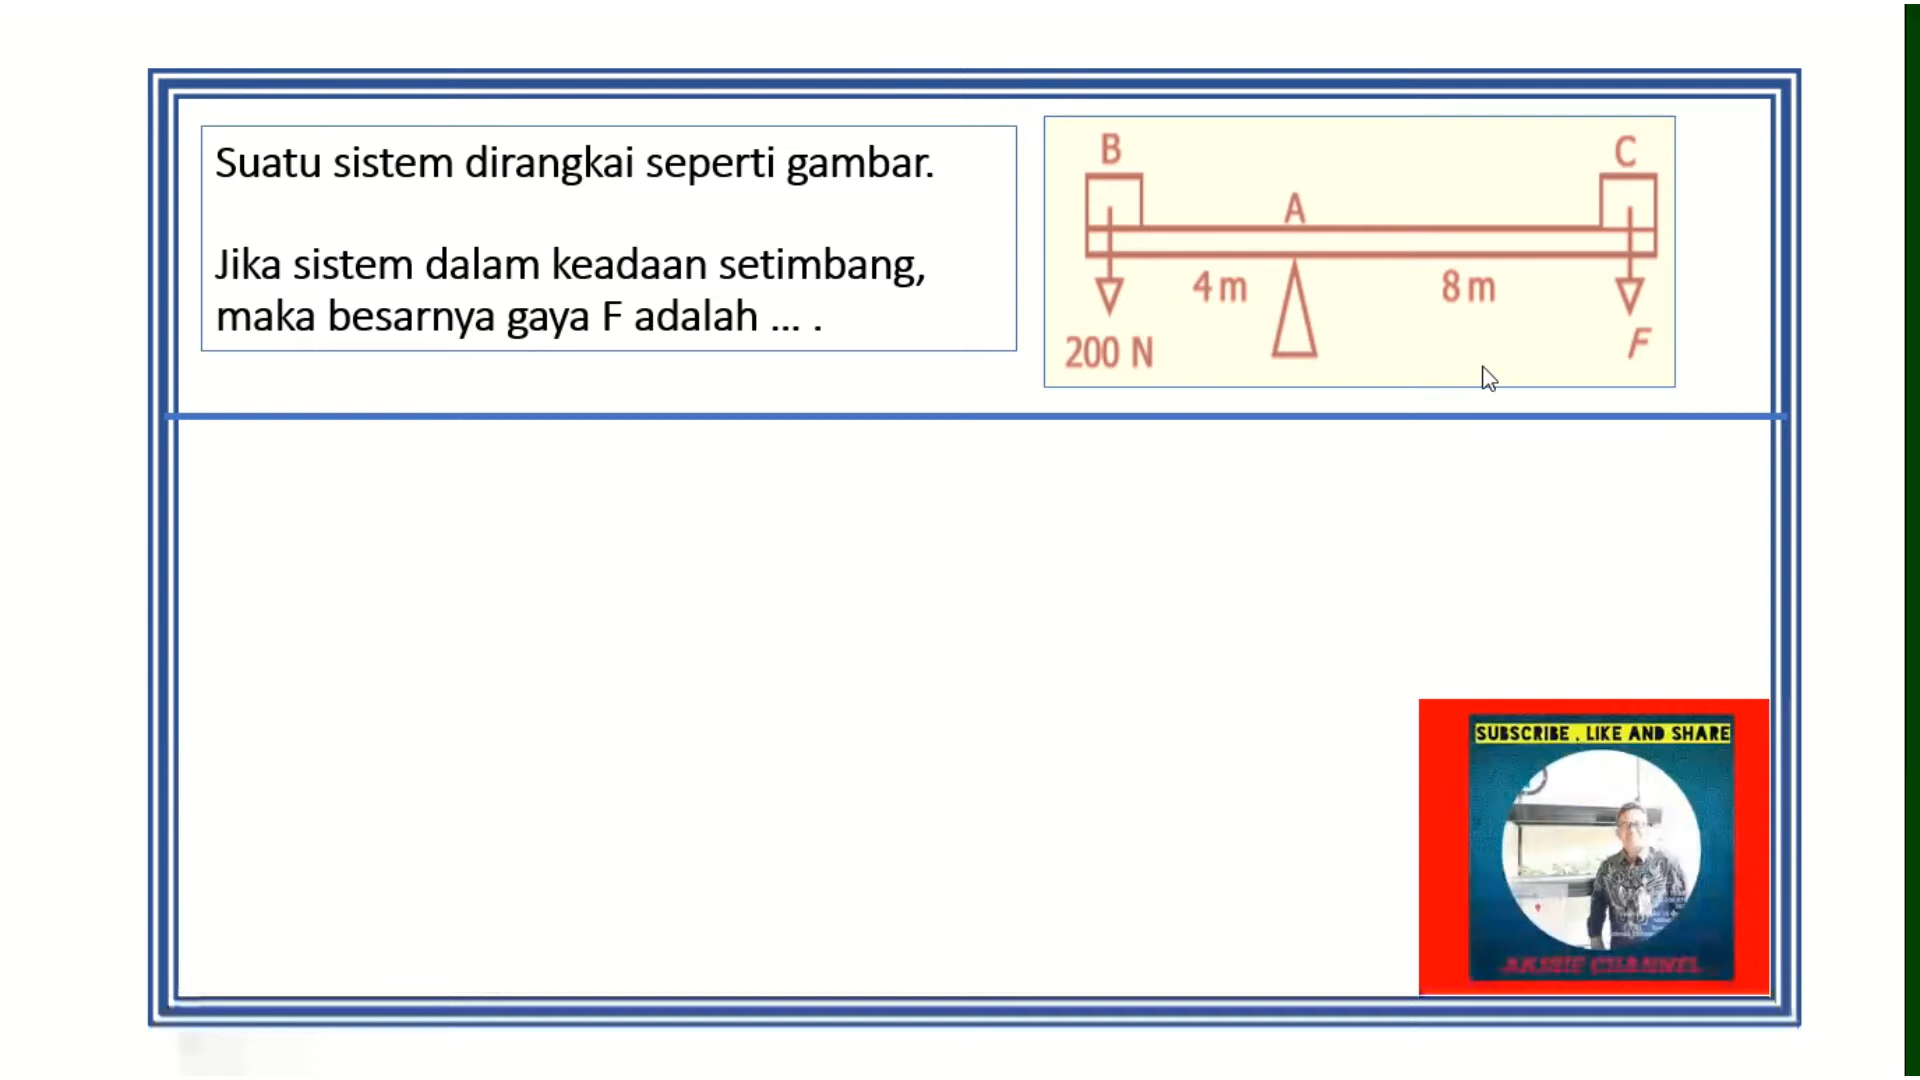 Suatu sistem dirangkai seperti gambar.
Jika sistem dalam keadaan setimbang,
maka besarnya gaya F adalah ... .
B
C
A
4 m
8 m
200 N
F
SUBSCRIBE , LIKE AND SHARE
CHANNEL